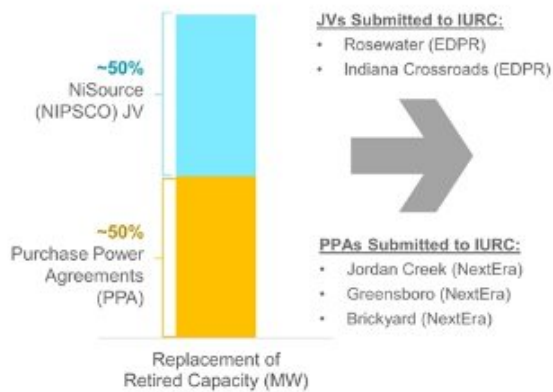 ~50%
NiSource
(NIPSCO) JV
~50%
Purchase Power
Agreements
(PPA)
Replacement of
Retired Capacity (MW)
JVs Submitted to IURC:
• Rosewater (EDPR)
• Indiana Crossroads (EDPR)
PPAs Submitted to IURC:
• Jordan Creek (NextEra)
• Greensboro (NextEra)
• Brickyard (NextEra)